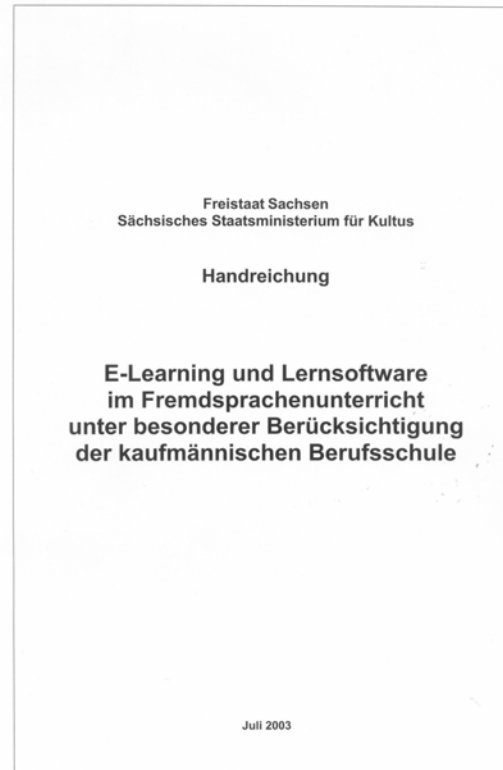 Freistaat Sachsen
Sächsisches Staatsministerium für Kultus
Handreichung
E-Learning und Lernsoftware
im Fremdsprachenunterricht
unter besonderer Berücksichtigung
der kaufmännischen Berufsschule
Juli 2003